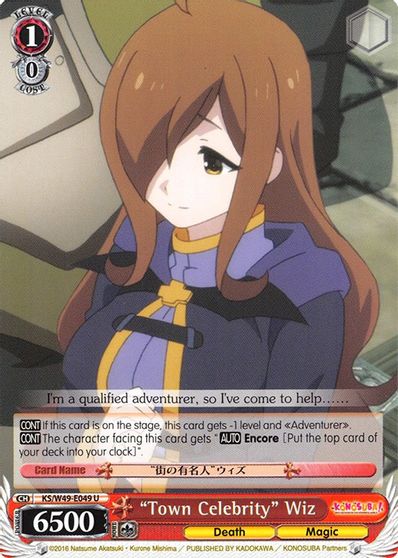 LEVEL
1
0
COST
I'm a qualified adventurer, so I've come to help……
CONT If this card is on the stage, this card gets -1 level and «Adventurer».
CONT The character facing this card gets "AUTO Encore [Put the top card of
your deck into your clock]".
Card Name "街の有名人"ウィズ
CH KS/W49-E049 U
KONOSUBA!
POWER 6500
"Town Celebrity" Wiz
Death Magic
©2016 Natsume Akatsuki・Kurone Mishima / PUBLISHED BY KADOKAWA / KONOSUBA Partners